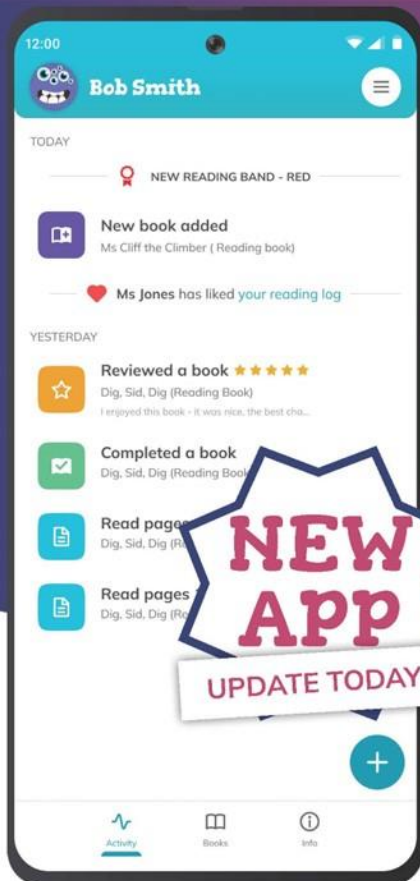 12:00
Bob Smith
TODAY
NEW READING BAND - RED
New book added
Ms Cliff the Climber ( Reading book)
Ms Jones has liked your reading log
YESTERDAY
Reviewed a book
Dig, Sid, Dig (Reading Book)
I enjoyed this book - it was nice, the best cho...
Completed a book
Dig, Sid, Dig (Reading Book
Read pages
Dig, Sid, Dig (Re
Read pages
Dig, Sid, Dig (Re
NEW
APP
UPDATE TODAY
Activity
Books
Info